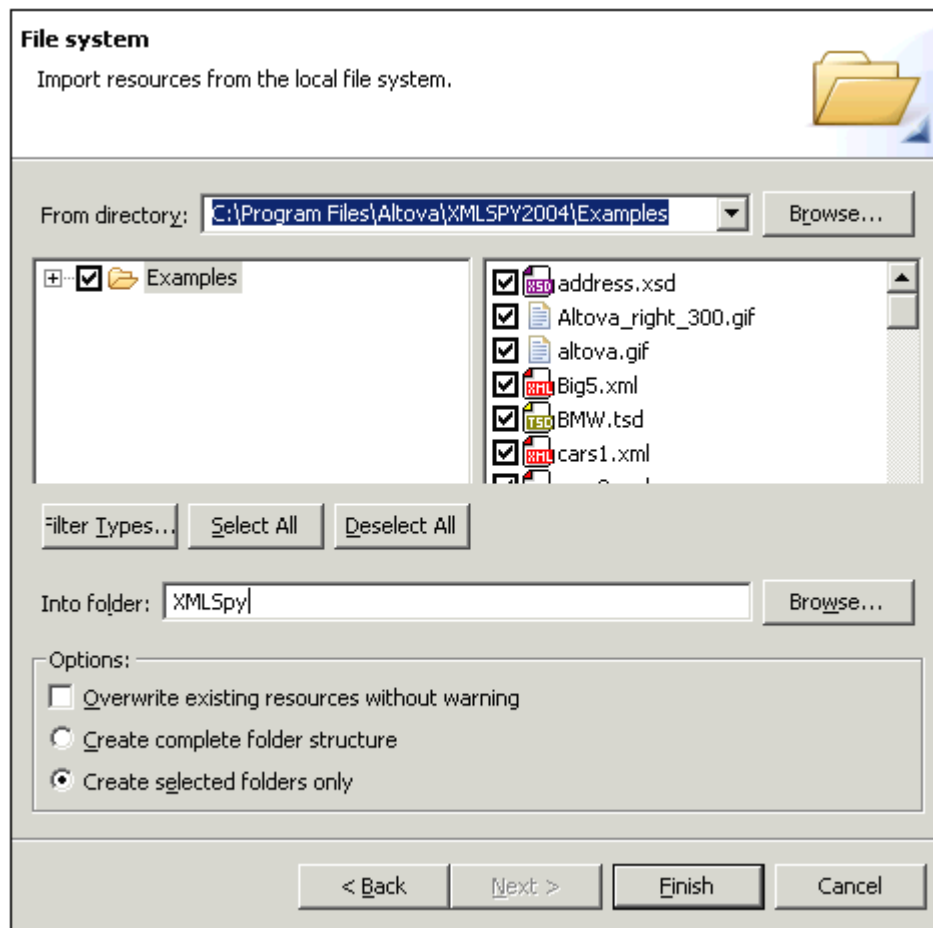 File system
Import resources from the local file system.
From directory: C:\Program Files\Altova\XMLSPY2004\Examples Browse...
Examples
address.xsd
Altova_right_300.gif
altova.gif
Big5.xml
BMW.tsd
cars1.xml
Filter Types... Select All Deselect All
Into folder: XMLSpy Browse...
Options:
Overwrite existing resources without warning
Create complete folder structure
Create selected folders only
< Back Next > Finish Cancel